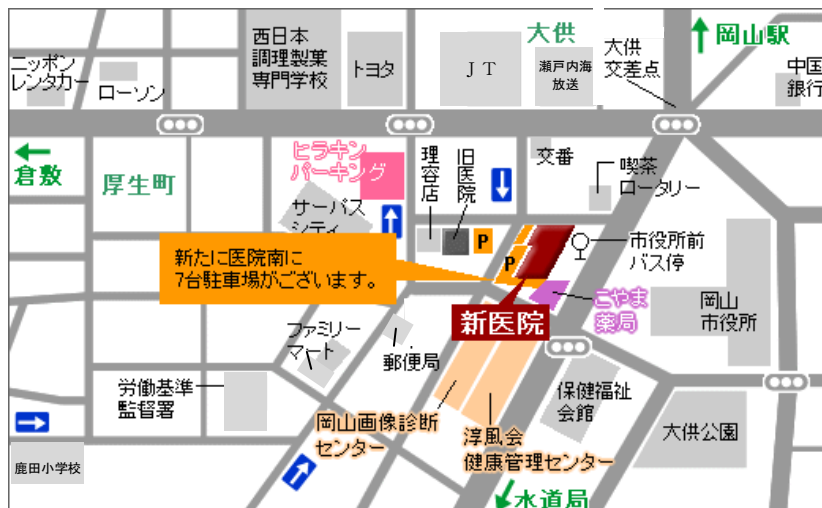 大供
岡山駅
西日本
調理製菓
専門学校
トヨタ
JT
瀬戸内海
放送
大供
交差点
中国
銀行
ニッポン
レンタカー
ローソン
倉敷
厚生町
ヒラキン
パーキング
理容店
旧医院
交番
喫茶
ロータリー
サーパス
シティ
P
P
市役所前
バス停
新たに医院南に
7台駐車場がございます。
新医院
こやま
薬局
岡山
市役所
ファミリー
マート
郵便局
労働基準
監督署
岡山画像診断
センター
淳風会
健康管理センター
保健福祉
会館
大供公園
鹿田小学校
水道局